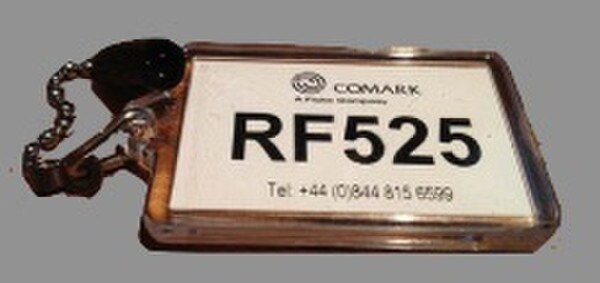 COMARK
A Fluke Company
RF525
Tel: +44 (0)844 815 6599